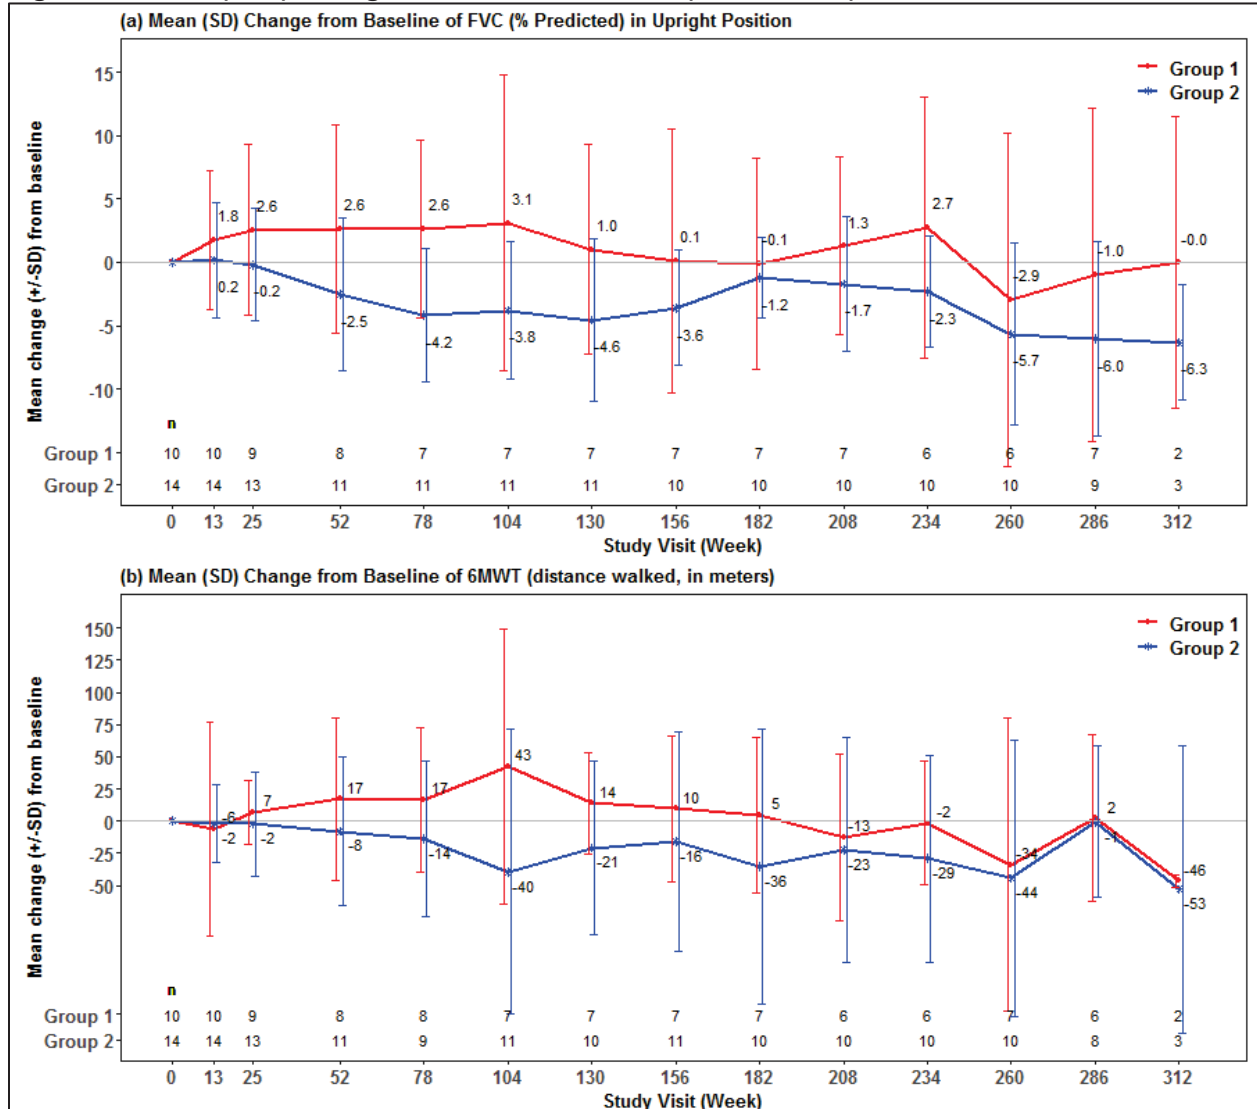 (a) Mean (SD) Change from Baseline of FVC (% Predicted) in Upright Position
Mean change (+/-SD) from baseline
15
10
5
0
-5
-10
Group 1
Group 2
1.8 2.6 2.6 2.6 3.1 1.0 0.1 -0.1 1.3 2.7 -2.9 -1.0 -0.0
0.2 -0.2 -2.5 -4.2 -3.8 -4.6 -3.6 -1.2 -1.7 -2.3 -5.7 -6.0 -6.3
n
Group 1 10 10 9 8 7 7 7 7 7 7 6 6 7 2
Group 2 14 14 13 11 11 11 11 10 10 10 10 10 9 3
0 13 25 52 78 104 130 156 182 208 234 260 286 312
Study Visit (Week)
(b) Mean (SD) Change from Baseline of 6MWT (distance walked, in meters)
Mean change (+/-SD) from baseline
150
125
100
75
50
25
0
-25
-50
Group 1
Group 2
-6 7 17 17 43 14 10 5 -13 -2 -34 2 -46
-2 -2 -8 -14 -40 -21 -16 -36 -23 -29 -44 -1 -53
n
Group 1 10 10 9 8 8 7 7 7 7 6 6 7 6 2
Group 2 14 14 13 11 9 11 10 11 10 10 10 10 8 3
0 13 25 52 78 104 130 156 182 208 234 260 286 312
Study Visit (Week)